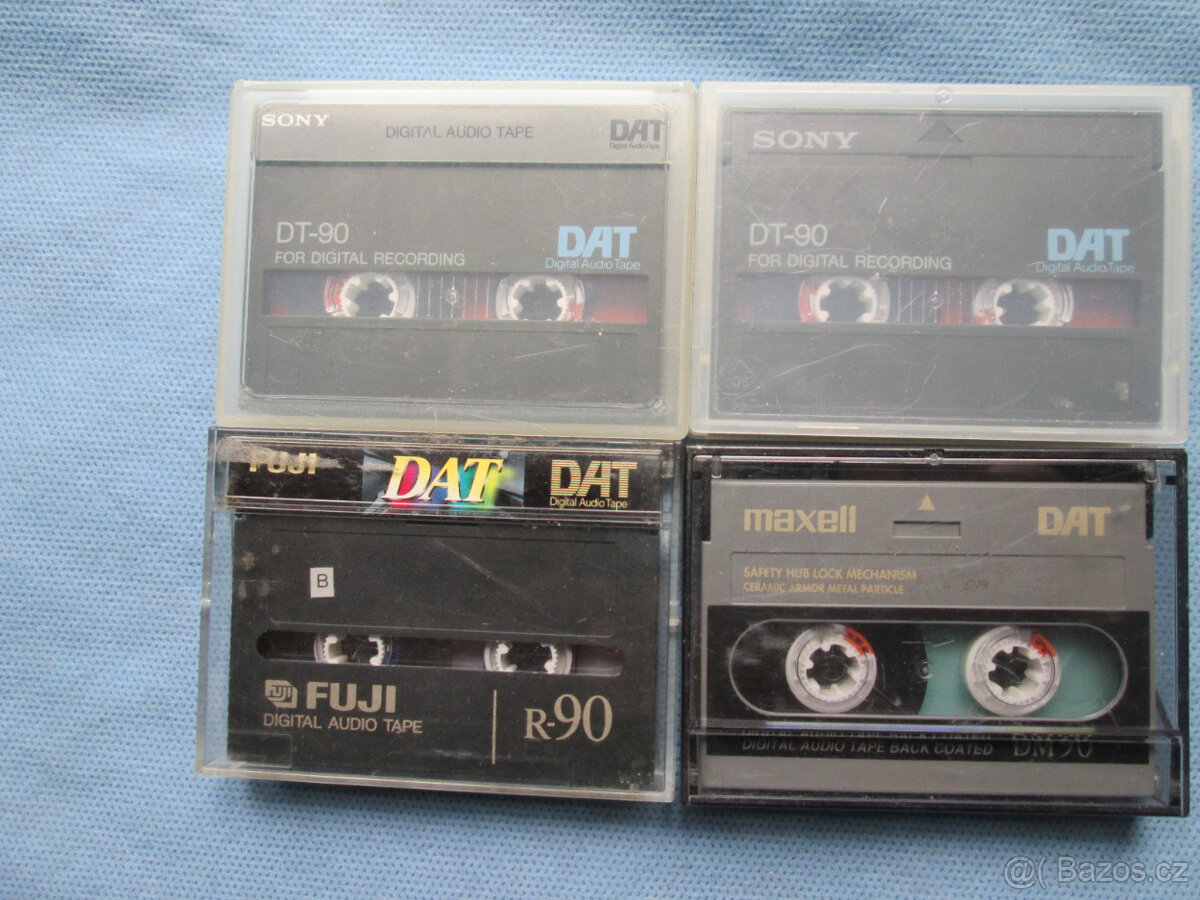 SONY
DIGITAL AUDIO TAPE
DAT
Digital Audio Tape
DT-90
FOR DIGITAL RECORDING
DAT
Digital Audio Tape
SONY
DT-90
FOR DIGITAL RECORDING
DAT
Digital Audio Tape
FUJI
DAT
DAT
Digital Audio Tape
B
FUJI
FUJI
DIGITAL AUDIO TAPE
R-90
maxell
DAT
SAFETY HUB LOCK MECHANISM
CERAMIC ARMOR METAL PARTICLE
DIGITAL AUDIO TAPE BACK COATED
DM90
@( Bazos.cz